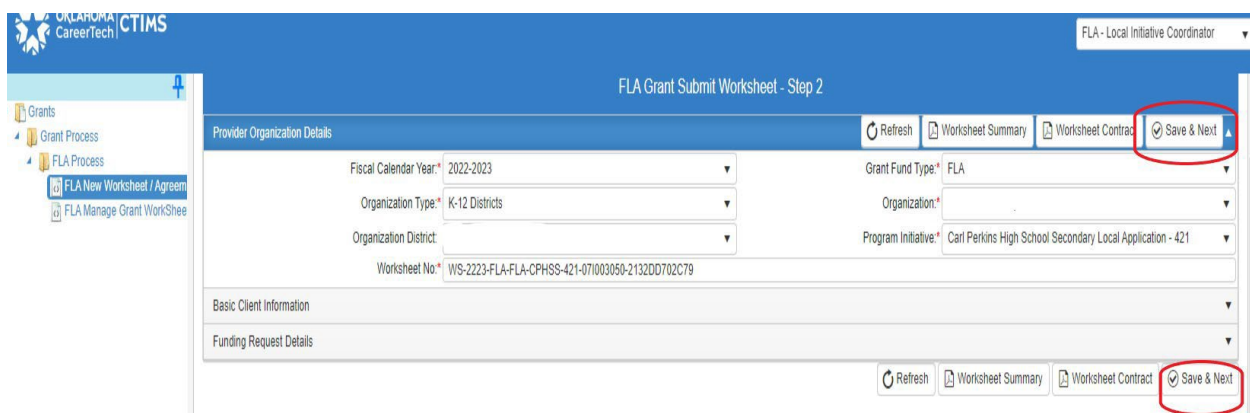 OKLAHOMA
CareerTech CTIMS
FLA - Local Initiative Coordinator
FLA Grant Submit Worksheet - Step 2
Grants
Grant Process
FLA Process
FLA New Worksheet / Agreem
FLA Manage Grant WorkShee
Provider Organization Details
Refresh
Worksheet Summary
Worksheet Contrac
Save & Next
Fiscal Calendar Year:* 2022-2023
Grant Fund Type:* FLA
Organization Type:* K-12 Districts
Organization:*
Organization District:
Program Initiative:* Carl Perkins High School Secondary Local Application - 421
Worksheet No:* WS-2223-FLA-FLA-CPHSS-421-07I003050-2132DD702C79
Basic Client Information
Funding Request Details
Refresh
Worksheet Summary
Worksheet Contract
Save & Next